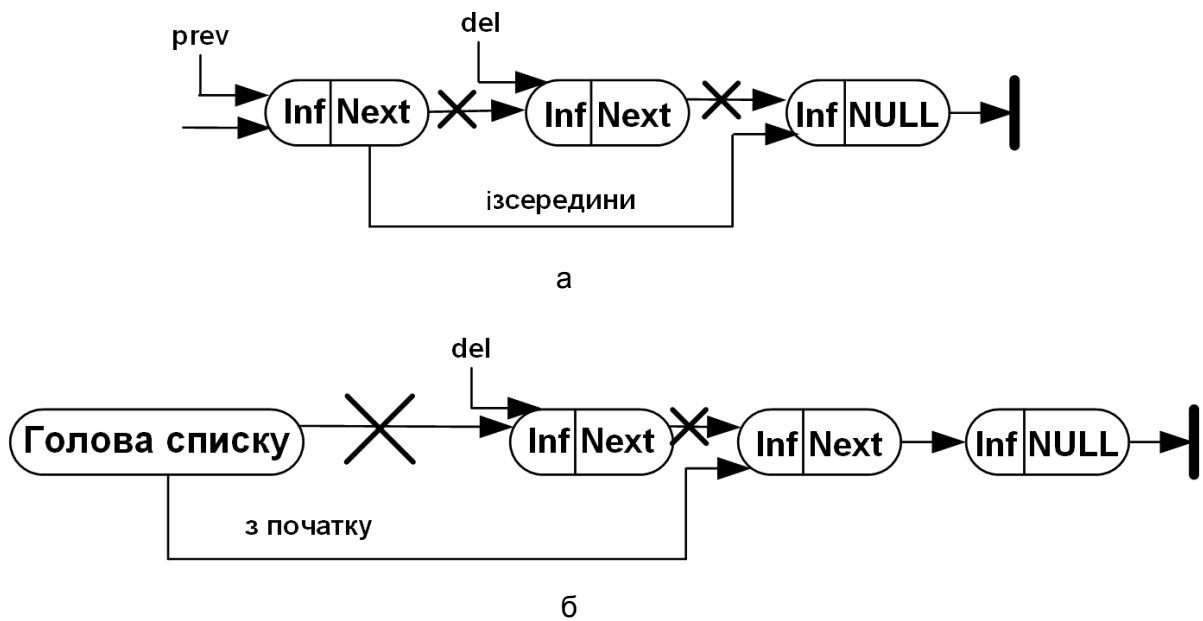 prev
del
Inf Next
Inf Next
Inf NULL
ізсередини
а
del
Голова списку
Inf Next
Inf Next
Inf NULL
з початку
б